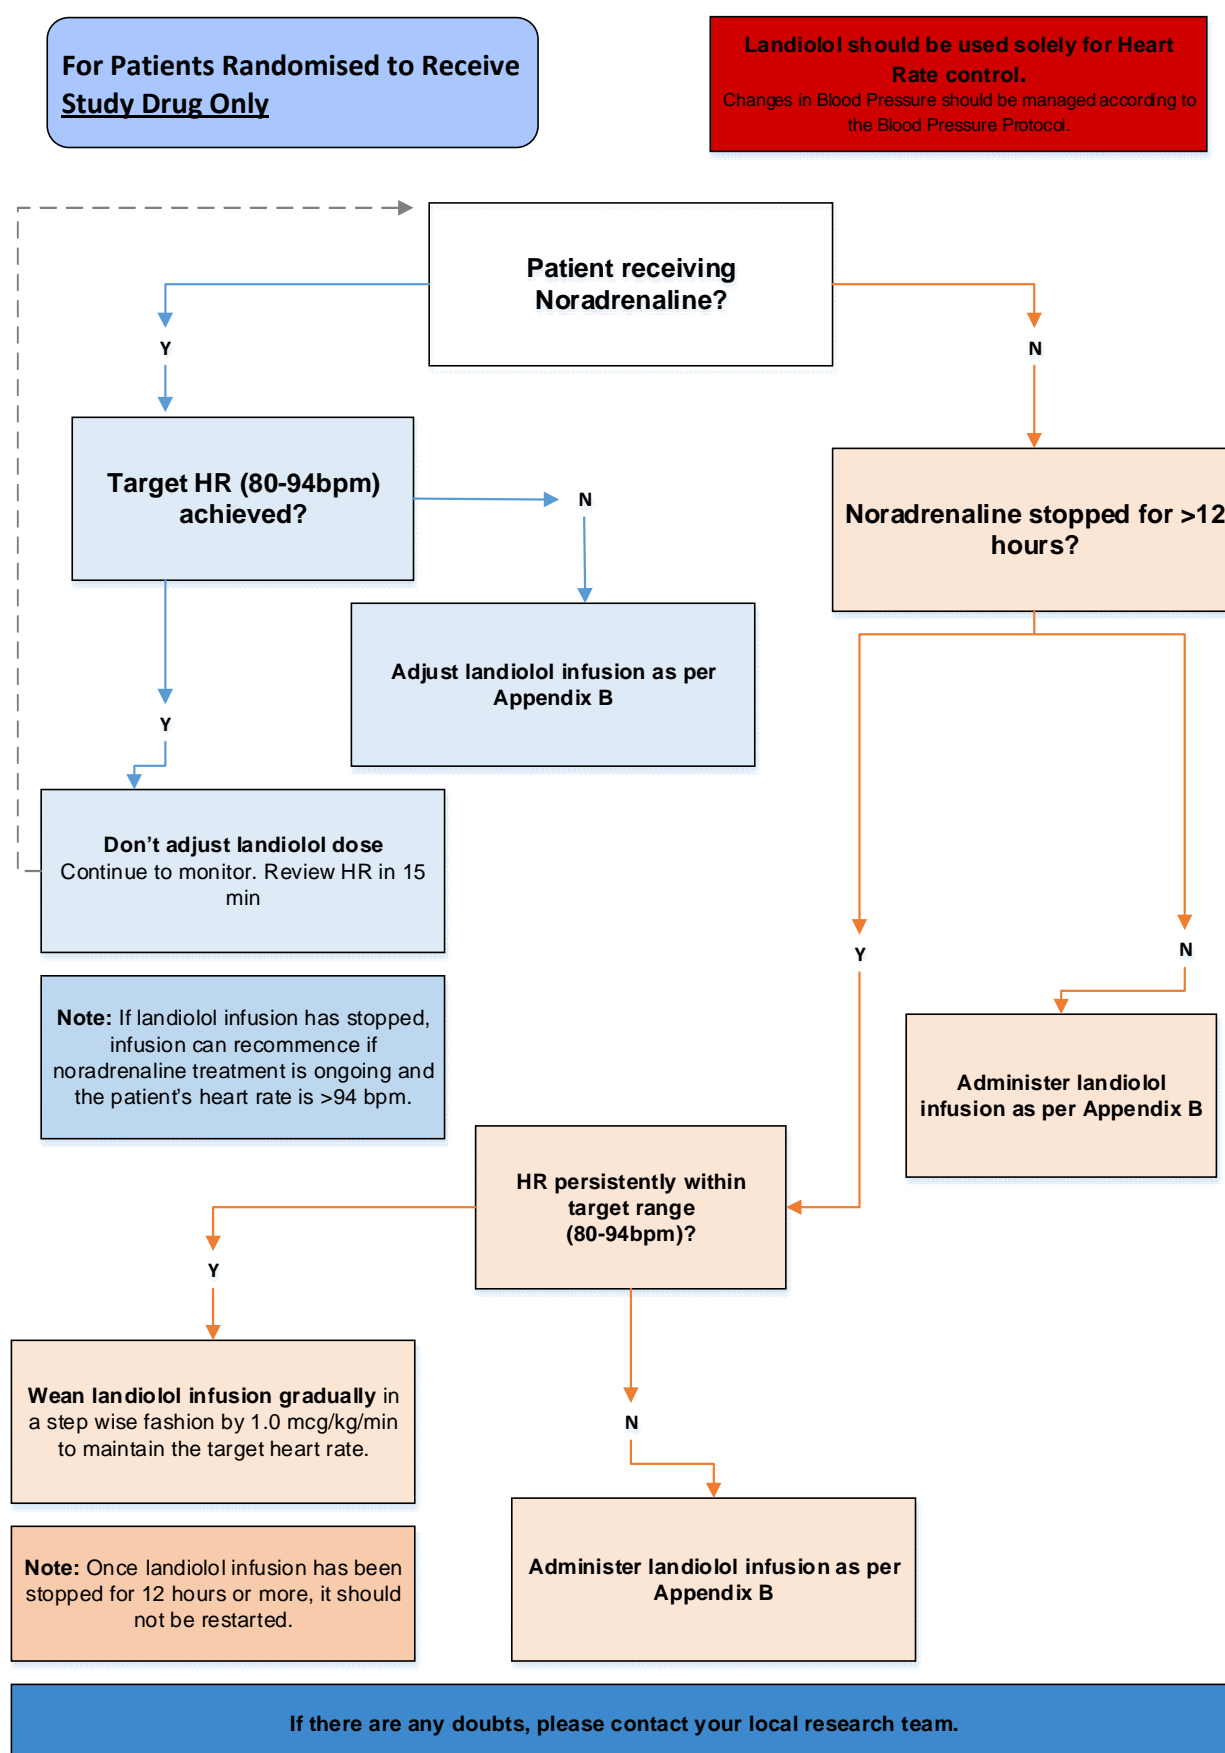 For Patients Randomised to Receive
Study Drug Only
Landiolol should be used solely for Heart
Rate control.
Changes in Blood Pressure should be managed according to
the Blood Pressure Protocol.
Patient receiving
Noradrenaline?
Y
N
Target HR (80-94bpm)
achieved?
N
Noradrenaline stopped for >12
hours?
Adjust landiolol infusion as per
Appendix B
Y
Don’t adjust landiolol dose
Continue to monitor. Review HR in 15
min
Y
N
Note: If landiolol infusion has stopped,
infusion can recommence if
noradrenaline treatment is ongoing and
the patient’s heart rate is >94 bpm.
Administer landiolol
infusion as per Appendix B
HR persistently within
target range
(80-94bpm)?
Y
Wean landiolol infusion gradually in
a step wise fashion by 1.0 mcg/kg/min
to maintain the target heart rate.
N
Note: Once landiolol infusion has been
stopped for 12 hours or more, it should
not be restarted.
Administer landiolol infusion as per
Appendix B
If there are any doubts, please contact your local research team.